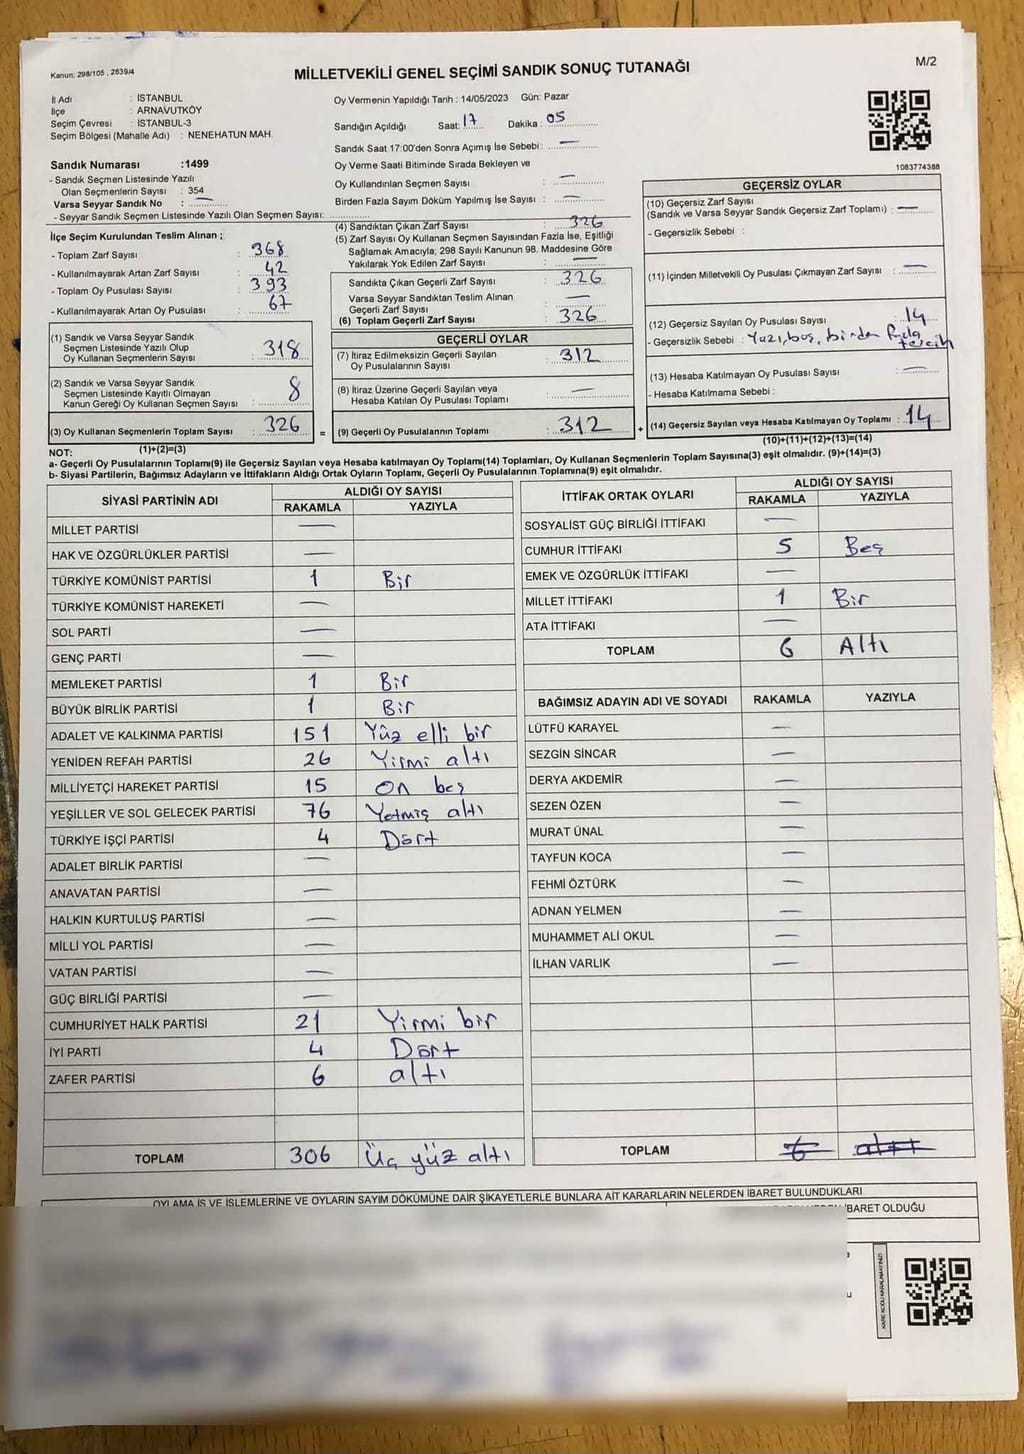 Kanun; 298/105 , 2839/4
MİLLETVEKİLİ GENEL SEÇİMİ SANDIK SONUÇ TUTANAĞI
M/2
İl Adı : İSTANBUL
İlçe : ARNAVUTKÖY
Seçim Çevresi : İSTANBUL-3
Seçim Bölgesi (Mahalle Adı) : NENEHATUN MAH.
Sandık Numarası :1499
- Sandık Seçmen Listesinde Yazılı
Olan Seçmenlerin Sayısı : 354
Varsa Seyyar Sandık No : —
- Seyyar Sandık Seçmen Listesinde Yazılı Olan Seçmen Sayısı:
Oy Vermenin Yapıldığı Tarih : 14/05/2023 Gün: Pazar
Sandığın Açıldığı Saat: 17 Dakika : 05
Sandık Saat 17:00'den Sonra Açımış İse Sebebi: —
Oy Verme Saati Bitiminde Sırada Bekleyen ve
Oy Kullandırılan Seçmen Sayısı : —
Birden Fazla Sayım Döküm Yapılmış İse Sayısı : —
1083774388
İlçe Seçim Kurulundan Teslim Alınan ;
- Toplam Zarf Sayısı : 368
- Kullanılmayarak Artan Zarf Sayısı : 42
- Toplam Oy Pusulası Sayısı : 393
- Kullanılmayarak Artan Oy Pusulası : 67
(1) Sandık ve Varsa Seyyar Sandık
Seçmen Listesinde Yazılı Olup
Oy Kullanan Seçmenlerin Sayısı : 318
(2) Sandık ve Varsa Seyyar Sandık
Seçmen Listesinde Kayıtlı Olmayan
Kanun Gereği Oy Kullanan Seçmen Sayısı : 8
(3) Oy Kullanan Seçmenlerin Toplam Sayısı : 326
(1)+(2)=(3)
(4) Sandıktan Çıkan Zarf Sayısı : 326
(5) Zarf Sayısı Oy Kullanan Seçmen Sayısından Fazla İse, Eşitliği
Sağlamak Amacıyla, 298 Sayılı Kanunun 98. Maddesine Göre
Yakılarak Yok Edilen Zarf Sayısı : —
Sandıkta Çıkan Geçerli Zarf Sayısı : 326
Varsa Seyyar Sandıktan Teslim Alınan
Geçerli Zarf Sayısı : —
(6) Toplam Geçerli Zarf Sayısı : 326
GEÇERLİ OYLAR
(7) İtiraz Edilmeksizin Geçerli Sayılan
Oy Pusulalarının Sayısı : 312
(8) İtiraz Üzerine Geçerli Sayılan veya
Hesaba Katılan Oy Pusulası Toplamı : —
= (9) Geçerli Oy Pusulalarının Toplamı : 312 +
GEÇERSİZ OYLAR
(10) Geçersiz Zarf Sayısı
(Sandık ve Varsa Seyyar Sandık Geçersiz Zarf Toplamı) : —
- Geçersizlik Sebebi :
(11) İçinden Milletvekili Oy Pusulası Çıkmayan Zarf Sayısı : —
(12) Geçersiz Sayılan Oy Pusulası Sayısı : 14
- Geçersizlik Sebebi : Yazı, boş, birden fazla tercih
(13) Hesaba Katılmayan Oy Pusulası Sayısı : —
- Hesaba Katılmama Sebebi :
(14) Geçersiz Sayılan veya Hesaba Katılmayan Oy Toplamı : 14
(10)+(11)+(12)+(13)=(14)
NOT:
a- Geçerli Oy Pusulalarının Toplamı(9) ile Geçersiz Sayılan veya Hesaba katılmayan Oy Toplamı(14) Toplamları, Oy Kullanan Seçmenlerin Toplam Sayısına(3) eşit olmalıdır. (9)+(14)=(3)
b- Siyasi Partilerin, Bağımsız Adayların ve İttifakların Aldığı Ortak Oyların Toplamı, Geçerli Oy Pusulalarının Toplamına(9) eşit olmalıdır.
SİYASİ PARTİNİN ADI ALDIĞI OY SAYISI
RAKAMLA YAZIYLA
MİLLET PARTİSİ —
HAK VE ÖZGÜRLÜKLER PARTİSİ —
TÜRKİYE KOMÜNİST PARTİSİ 1 Bir
TÜRKİYE KOMÜNİST HAREKETİ —
SOL PARTİ —
GENÇ PARTİ —
MEMLEKET PARTİSİ 1 Bir
BÜYÜK BİRLİK PARTİSİ 1 Bir
ADALET VE KALKINMA PARTİSİ 151 Yüz elli bir
YENİDEN REFAH PARTİSİ 26 Yirmi altı
MİLLİYETÇİ HAREKET PARTİSİ 15 On beş
YEŞİLLER VE SOL GELECEK PARTİSİ 76 Yetmiş altı
TÜRKİYE İŞÇİ PARTİSİ 4 Dört
ADALET BİRLİK PARTİSİ —
ANAVATAN PARTİSİ —
HALKIN KURTULUŞ PARTİSİ —
MİLLİ YOL PARTİSİ —
VATAN PARTİSİ —
GÜÇ BİRLİĞİ PARTİSİ —
CUMHURİYET HALK PARTİSİ 21 Yirmi bir
İYİ PARTİ 4 Dört
ZAFER PARTİSİ 6 altı
TOPLAM 306 Üç yüz altı
İTTİFAK ORTAK OYLARI ALDIĞI OY SAYISI
RAKAMLA YAZIYLA
SOSYALİST GÜÇ BİRLİĞİ İTTİFAKI —
CUMHUR İTTİFAKI 5 Beş
EMEK VE ÖZGÜRLÜK İTTİFAKI —
MİLLET İTTİFAKI 1 Bir
ATA İTTİFAKI —
TOPLAM 6 Altı
BAĞIMSIZ ADAYIN ADI VE SOYADI RAKAMLA YAZIYLA
LÜTFÜ KARAYEL —
SEZGİN SİNCAR —
DERYA AKDEMİR —
SEZEN ÖZEN —
MURAT ÜNAL —
TAYFUN KOCA —
FEHMİ ÖZTÜRK —
ADNAN YELMEN —
MUHAMMET ALİ OKUL —
İLHAN VARLIK —
TOPLAM 6 altı
OYLAMA İŞ VE İŞLEMLERİNE VE OYLARIN SAYIM DÖKÜMÜNE DAİR ŞİKAYETLERLE BUNLARA AİT KARARLARIN NELERDEN İBARET BULUNDUKLARI
İBARET OLDUĞU
KARE KODU KARALAMAYINIZ!